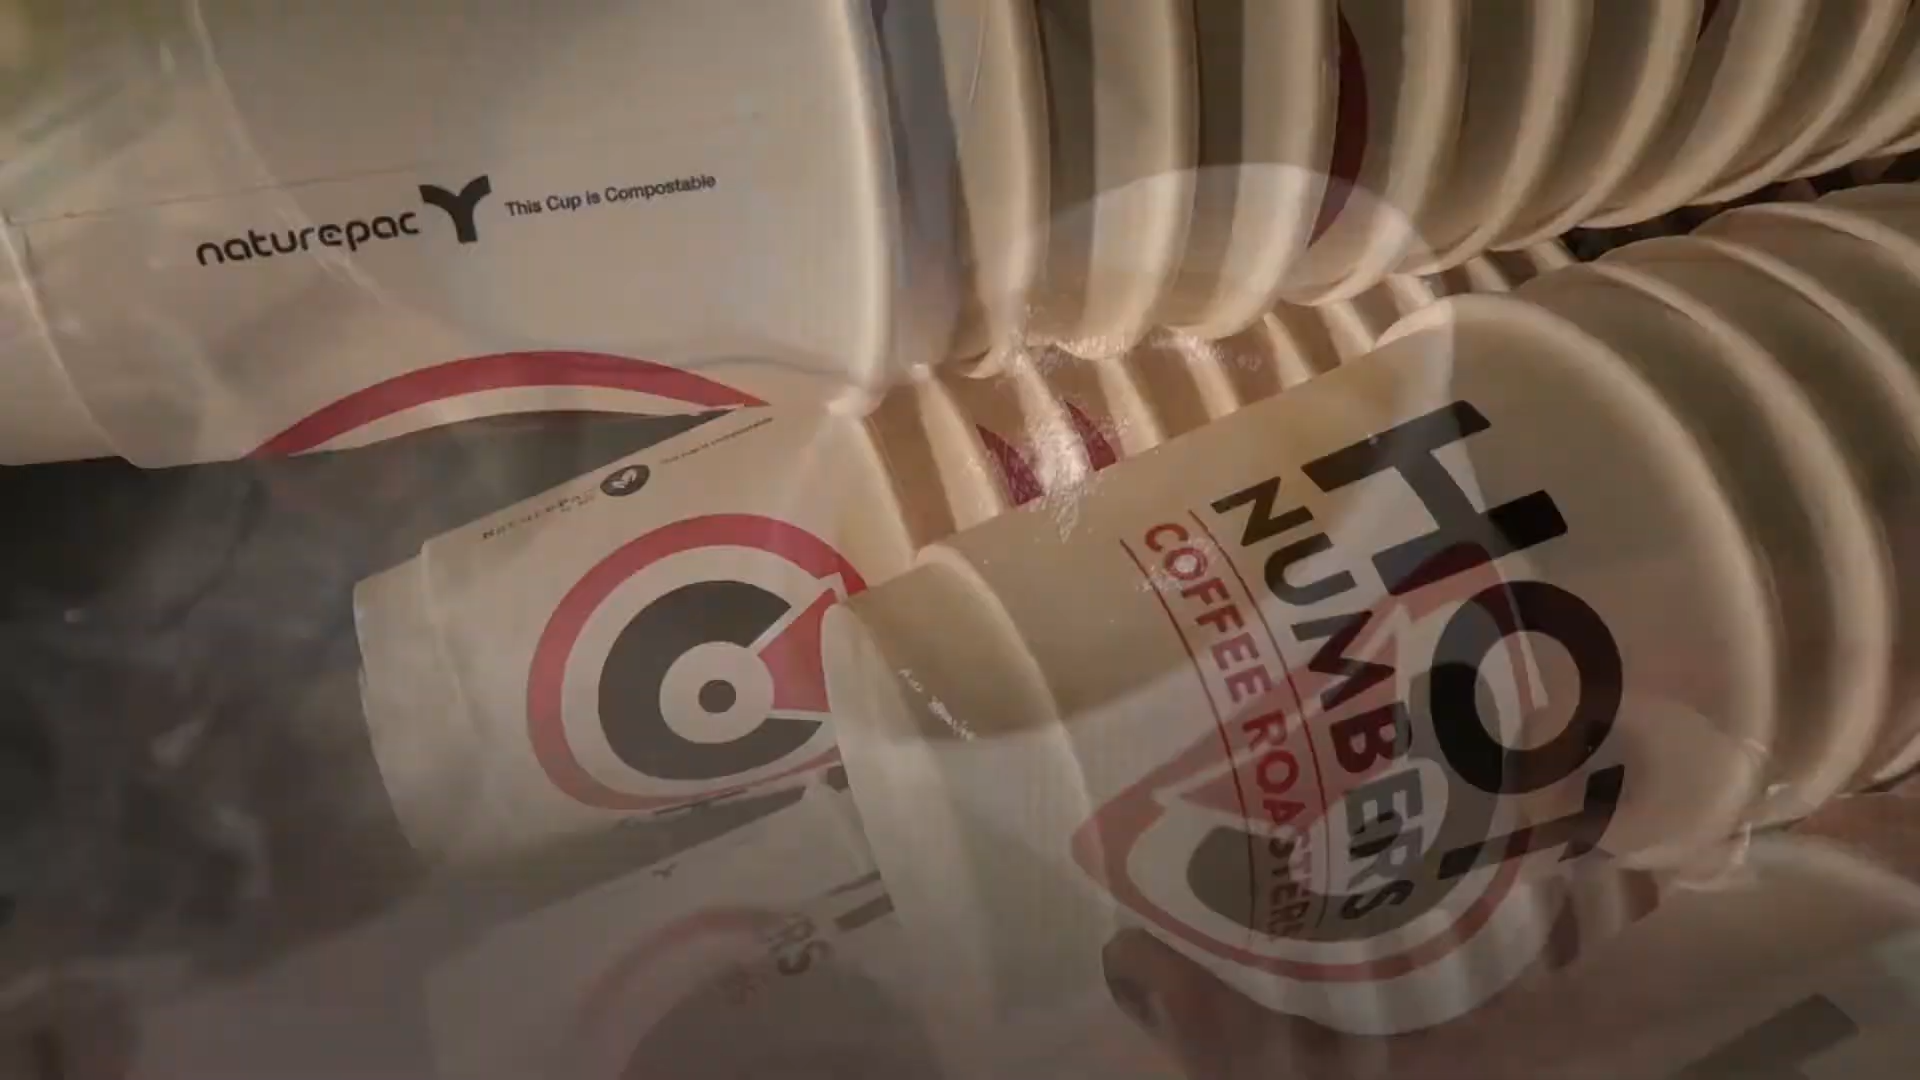 naturepac
This Cup is Compostable
HOT
NUMBERS
COFFEE ROASTERS